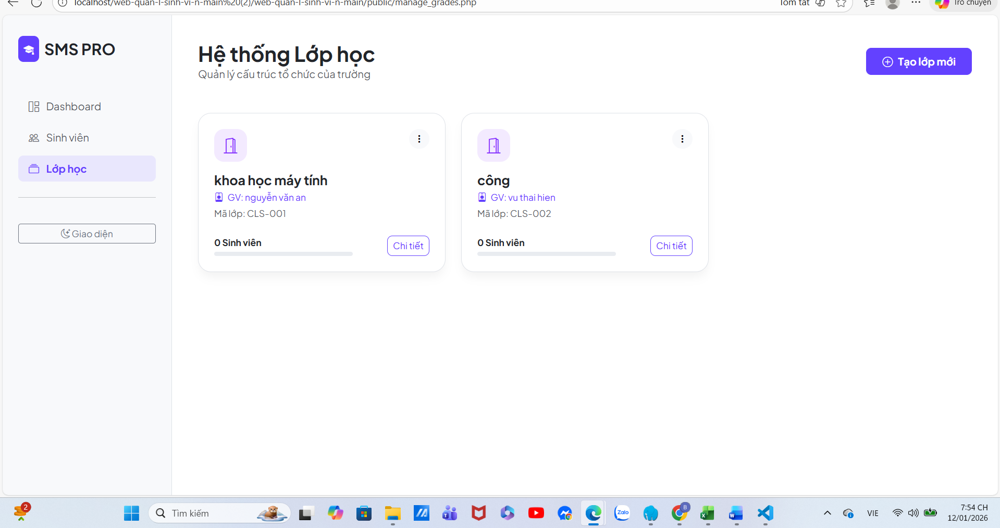 localhost/web-quan-l-sinh-vi-n-main%20(2)/web-quan-l-sinh-vi-n-main/public/manage_grades.php
Tóm tắt
Trò chuyện
SMS PRO
Dashboard
Sinh viên
Lớp học
Giao diện
Hệ thống Lớp học
Quản lý cấu trúc tổ chức của trường
Tạo lớp mới
khoa học máy tính
GV: nguyễn văn an
Mã lớp: CLS-001
0 Sinh viên
Chi tiết
công
GV: vu thai hien
Mã lớp: CLS-002
0 Sinh viên
Chi tiết
2
Tìm kiếm
Zalo
B
VIE
7:54 CH
12/01/2026